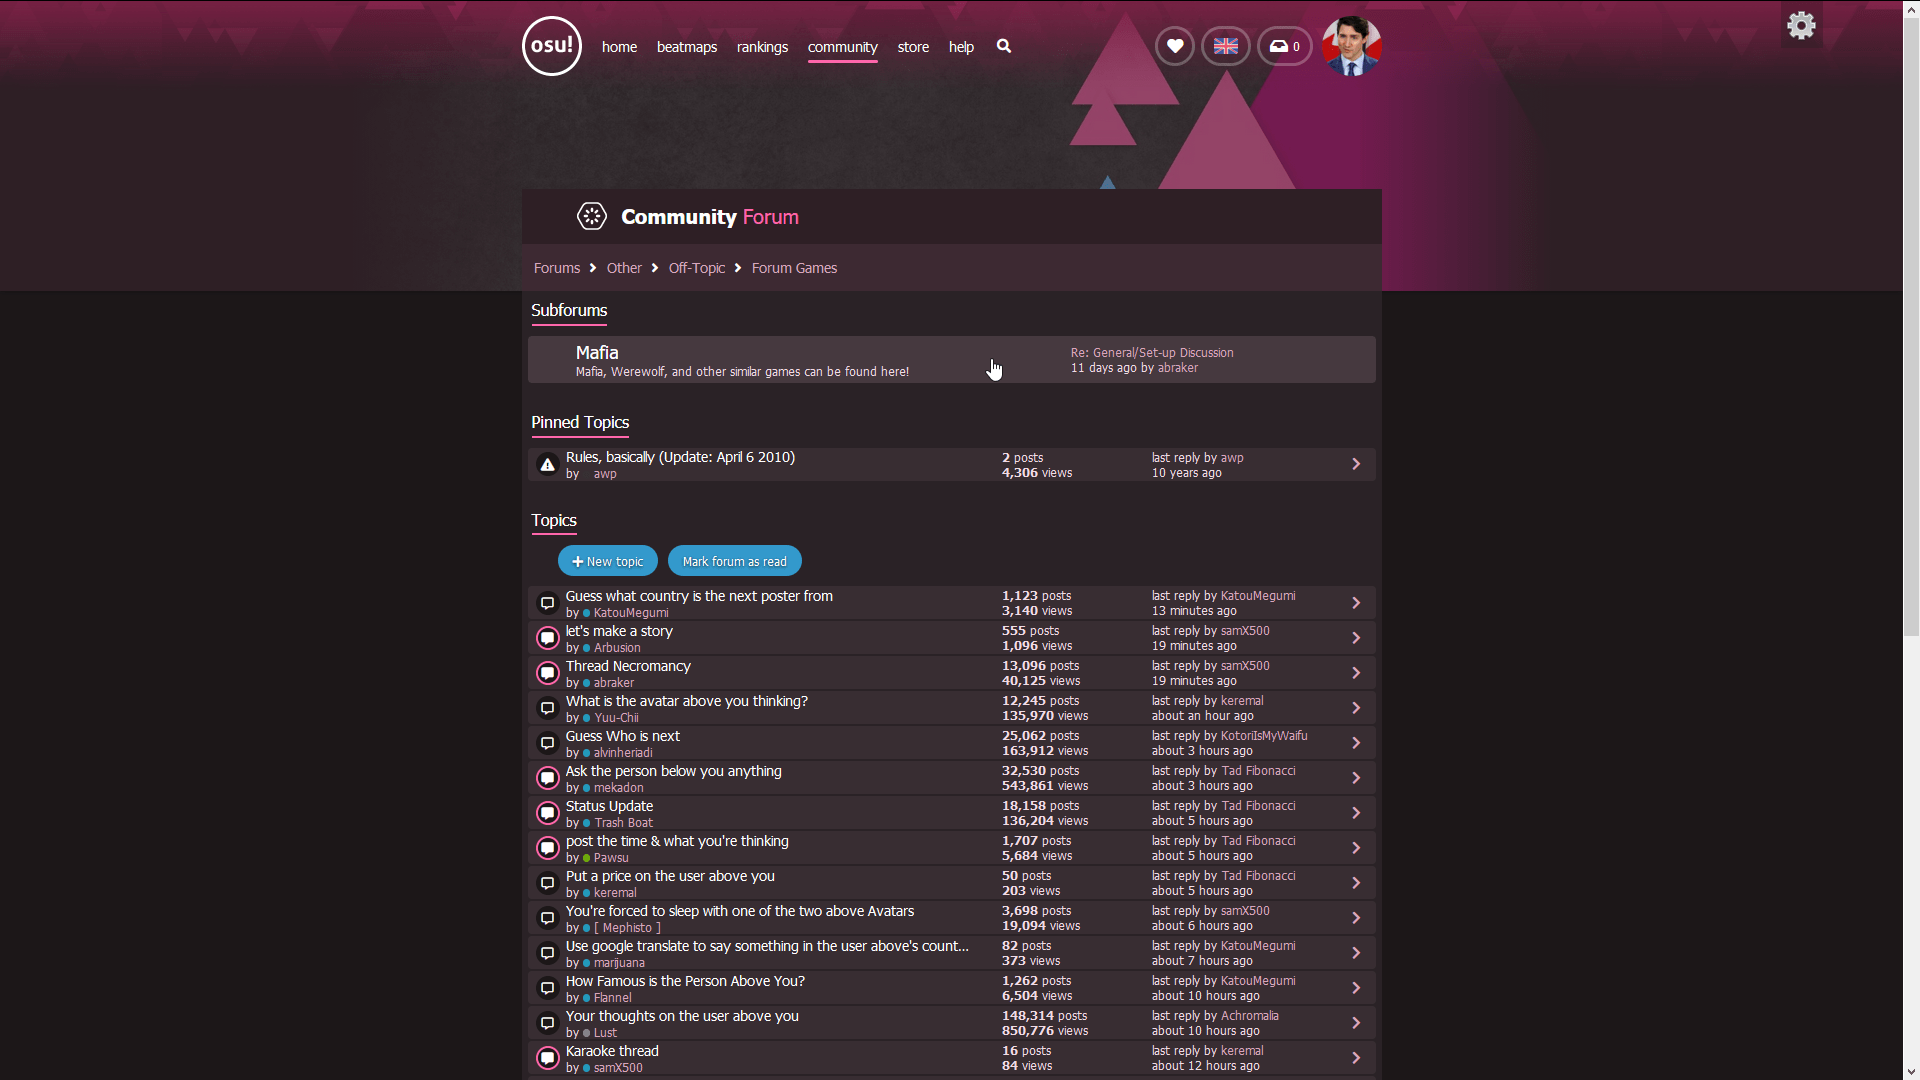 osu! home beatmaps rankings community store help 0
Community Forum
Forums Other Off-Topic Forum Games
Subforums
Mafia
Mafia, Werewolf, and other similar games can be found here!
Re: General/Set-up Discussion
11 days ago by abraker
Pinned Topics
Rules, basically (Update: April 6 2010)
by awp
2 posts
4,306 views
last reply by awp
10 years ago
Topics
New topic
Mark forum as read
Guess what country is the next poster from
by KatouMegumi
1,123 posts
3,140 views
last reply by KatouMegumi
13 minutes ago
let's make a story
by Arbusion
555 posts
1,096 views
last reply by samX500
19 minutes ago
Thread Necromancy
by abraker
13,096 posts
40,125 views
last reply by samX500
19 minutes ago
What is the avatar above you thinking?
by Yuu-Chii
12,245 posts
135,970 views
last reply by keremal
about an hour ago
Guess Who is next
by alvinheriadi
25,062 posts
163,912 views
last reply by KotoriIsMyWaifu
about 3 hours ago
Ask the person below you anything
by mekadon
32,530 posts
543,861 views
last reply by Tad Fibonacci
about 3 hours ago
Status Update
by Trash Boat
18,158 posts
136,204 views
last reply by Tad Fibonacci
about 5 hours ago
post the time & what you're thinking
by Pawsu
1,707 posts
5,684 views
last reply by Tad Fibonacci
about 5 hours ago
Put a price on the user above you
by keremal
50 posts
203 views
last reply by Tad Fibonacci
about 5 hours ago
You're forced to sleep with one of the two above Avatars
by [ Mephisto ]
3,698 posts
19,094 views
last reply by samX500
about 6 hours ago
Use google translate to say something in the user above's count...
by marijuana
82 posts
373 views
last reply by KatouMegumi
about 7 hours ago
How Famous is the Person Above You?
by Flannel
1,262 posts
6,504 views
last reply by KatouMegumi
about 10 hours ago
Your thoughts on the user above you
by Lust
148,314 posts
850,776 views
last reply by Achromalia
about 10 hours ago
Karaoke thread
by samX500
16 posts
84 views
last reply by keremal
about 12 hours ago